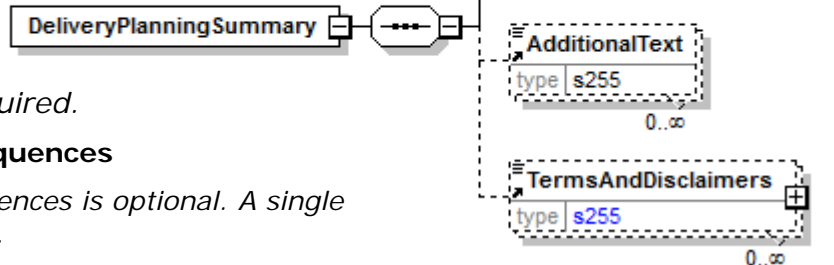 DeliveryPlanningSummary
AdditionalText
type s255
0..∞
uired.
quences
ences is optional. A single
.
TermsAndDisclaimers
type s255
0..∞